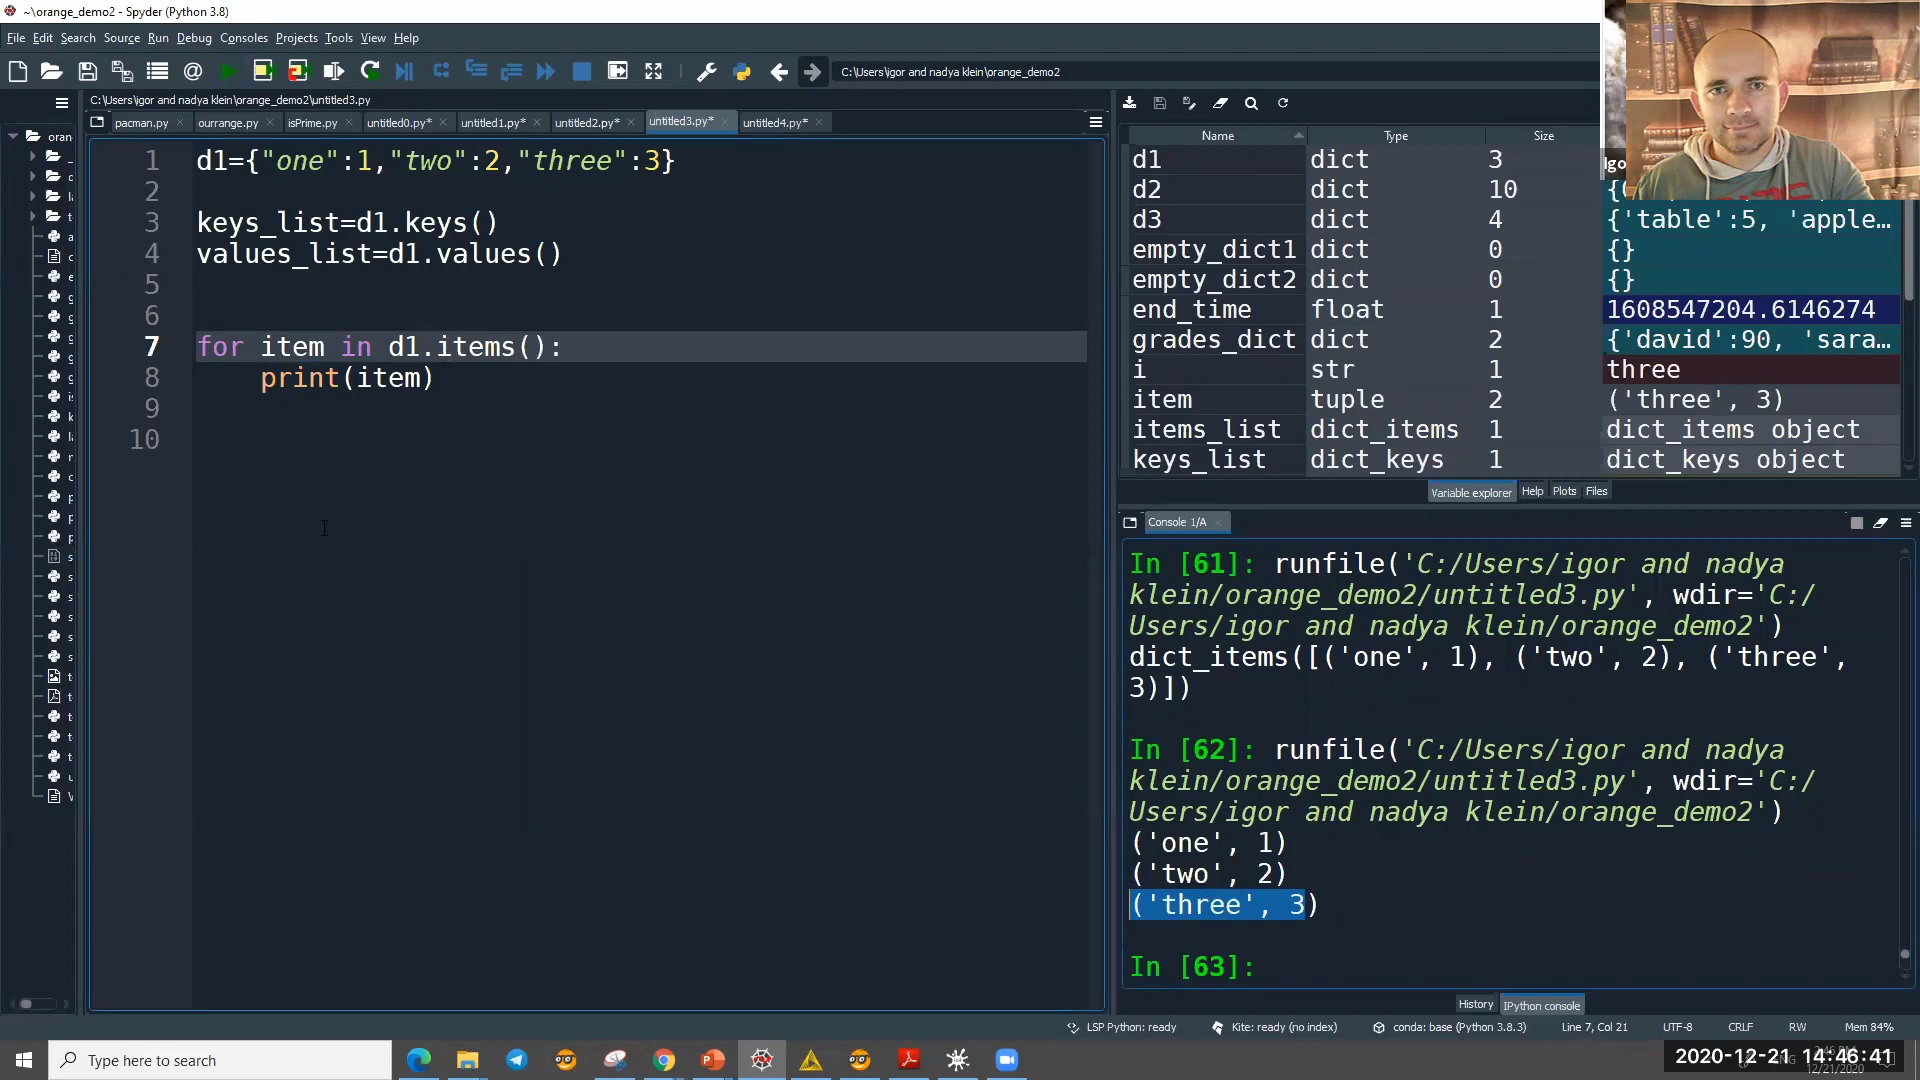 ~\orange_demo2 - Spyder (Python 3.8)
File Edit Search Source Run Debug Consoles Projects Tools View Help
C:\Users\igor and nadya klein\orange_demo2
C:\Users\igor and nadya klein\orange_demo2\untitled3.py
pacman.py ourrange.py isPrime.py untitled0.py* untitled1.py* untitled2.py* untitled3.py* untitled4.py*
1 d1={"one":1,"two":2,"three":3}
2
3 keys_list=d1.keys()
4 values_list=d1.values()
5
6
7 for item in d1.items():
8 print(item)
9
10
oran
Name Type Size
d1 dict 3
d2 dict 10
d3 dict 4 {'table':5, 'apple…
empty_dict1 dict 0 {}
empty_dict2 dict 0 {}
end_time float 1 1608547204.6146274
grades_dict dict 2 {'david':90, 'sara…
i str 1 three
item tuple 2 ('three', 3)
items_list dict_items 1 dict_items object
keys_list dict_keys 1 dict_keys object
Variable explorer Help Plots Files
Console 1/A
In [61]: runfile('C:/Users/igor and nadya
klein/orange_demo2/untitled3.py', wdir='C:/
Users/igor and nadya klein/orange_demo2')
dict_items([('one', 1), ('two', 2), ('three',
3)])
In [62]: runfile('C:/Users/igor and nadya
klein/orange_demo2/untitled3.py', wdir='C:/
Users/igor and nadya klein/orange_demo2')
('one', 1)
('two', 2)
('three', 3)
In [63]:
History IPython console
LSP Python: ready Kite: ready (no index) conda: base (Python 3.8.3) Line 7, Col 21 UTF-8 CRLF RW Mem 84%
Type here to search
2020-12-21 14:46:41
12/21/2020